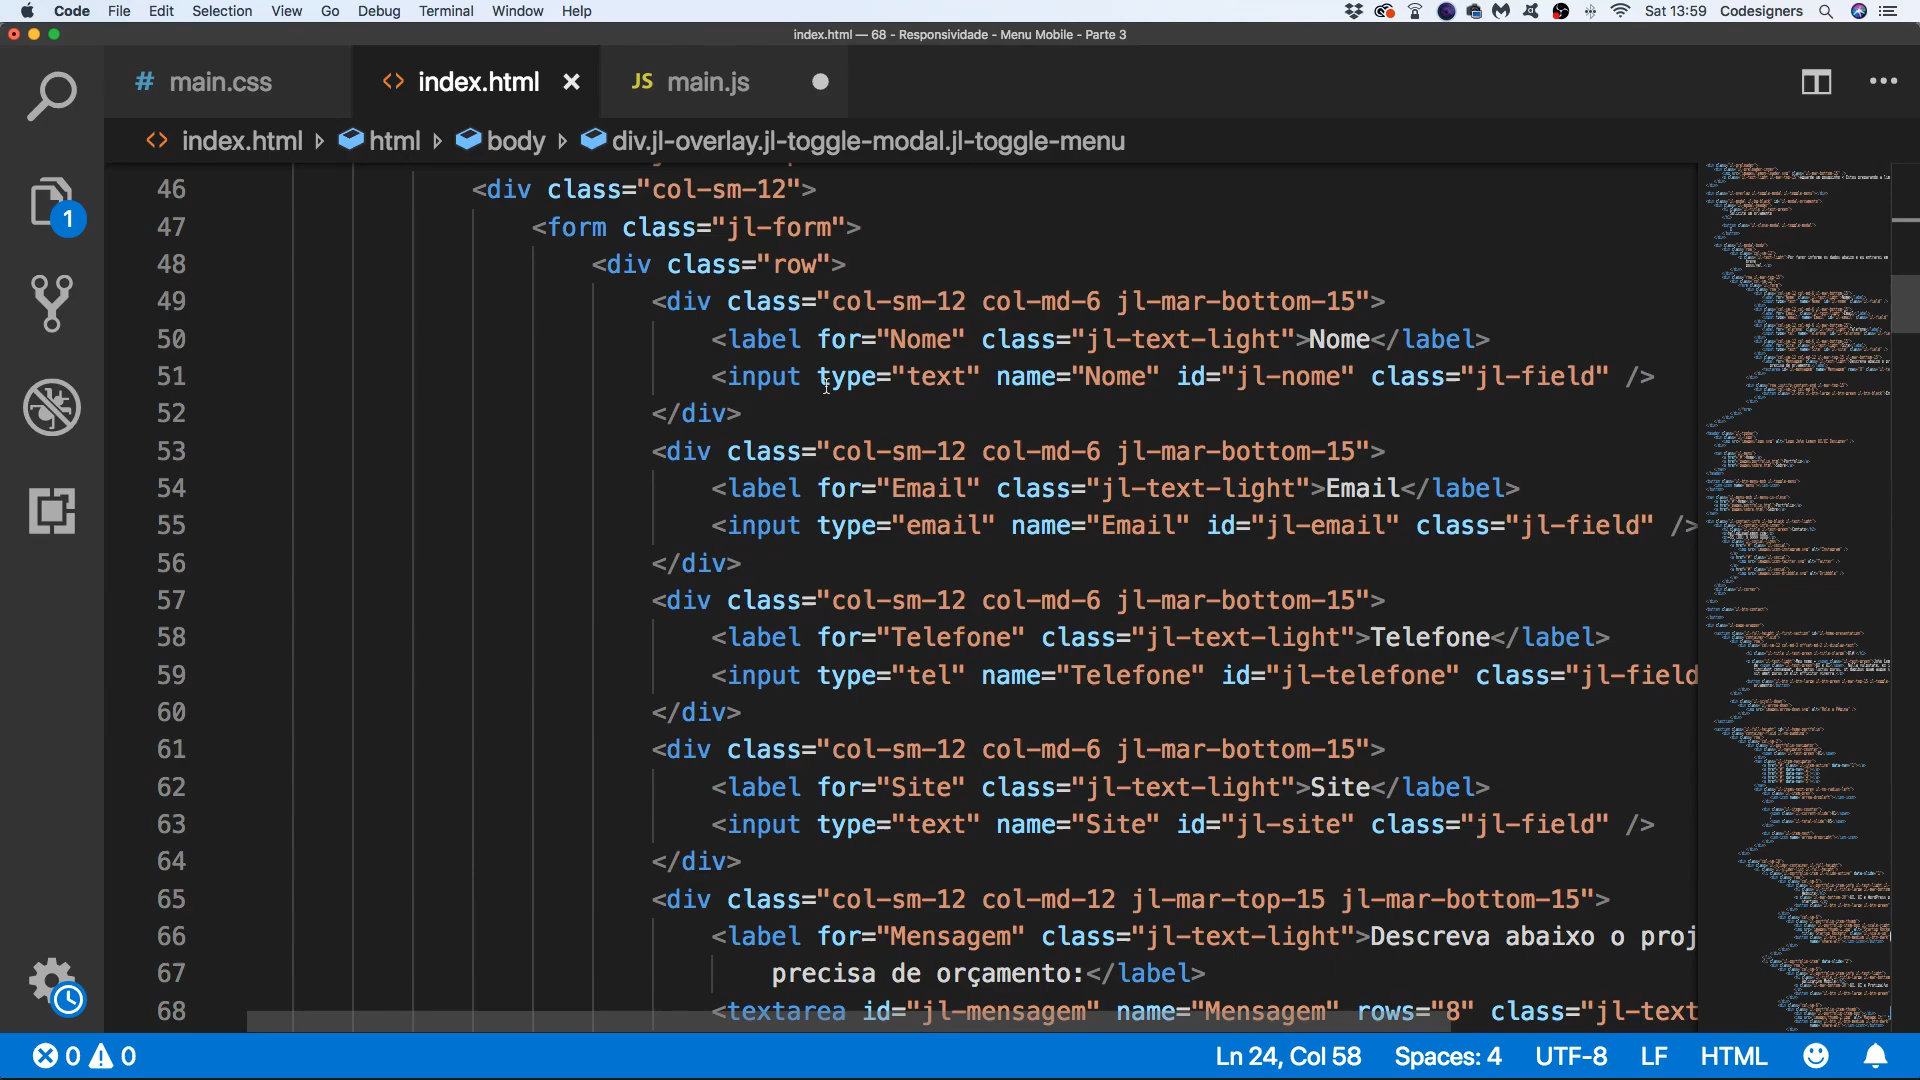 Code File Edit Selection View Go Debug Terminal Window Help Sat 13:59 Codesigners
index.html — 68 - Responsividade - Menu Mobile - Parte 3
# main.css <> index.html × JS main.js
<> index.html html body div.jl-overlay.jl-toggle-modal.jl-toggle-menu
1
46 <div class="col-sm-12">
47 <form class="jl-form">
48 <div class="row">
49 <div class="col-sm-12 col-md-6 jl-mar-bottom-15">
50 <label for="Nome" class="jl-text-light">Nome</label>
51 <input type="text" name="Nome" id="jl-nome" class="jl-field" />
52 </div>
53 <div class="col-sm-12 col-md-6 jl-mar-bottom-15">
54 <label for="Email" class="jl-text-light">Email</label>
55 <input type="email" name="Email" id="jl-email" class="jl-field" />
56 </div>
57 <div class="col-sm-12 col-md-6 jl-mar-bottom-15">
58 <label for="Telefone" class="jl-text-light">Telefone</label>
59 <input type="tel" name="Telefone" id="jl-telefone" class="jl-field
60 </div>
61 <div class="col-sm-12 col-md-6 jl-mar-bottom-15">
62 <label for="Site" class="jl-text-light">Site</label>
63 <input type="text" name="Site" id="jl-site" class="jl-field" />
64 </div>
65 <div class="col-sm-12 col-md-12 jl-mar-top-15 jl-mar-bottom-15">
66 <label for="Mensagem" class="jl-text-light">Descreva abaixo o proj
67 precisa de orçamento:</label>
68 <textarea id="jl-mensagem" name="Mensagem" rows="8" class="jl-text
0 0 Ln 24, Col 58 Spaces: 4 UTF-8 LF HTML